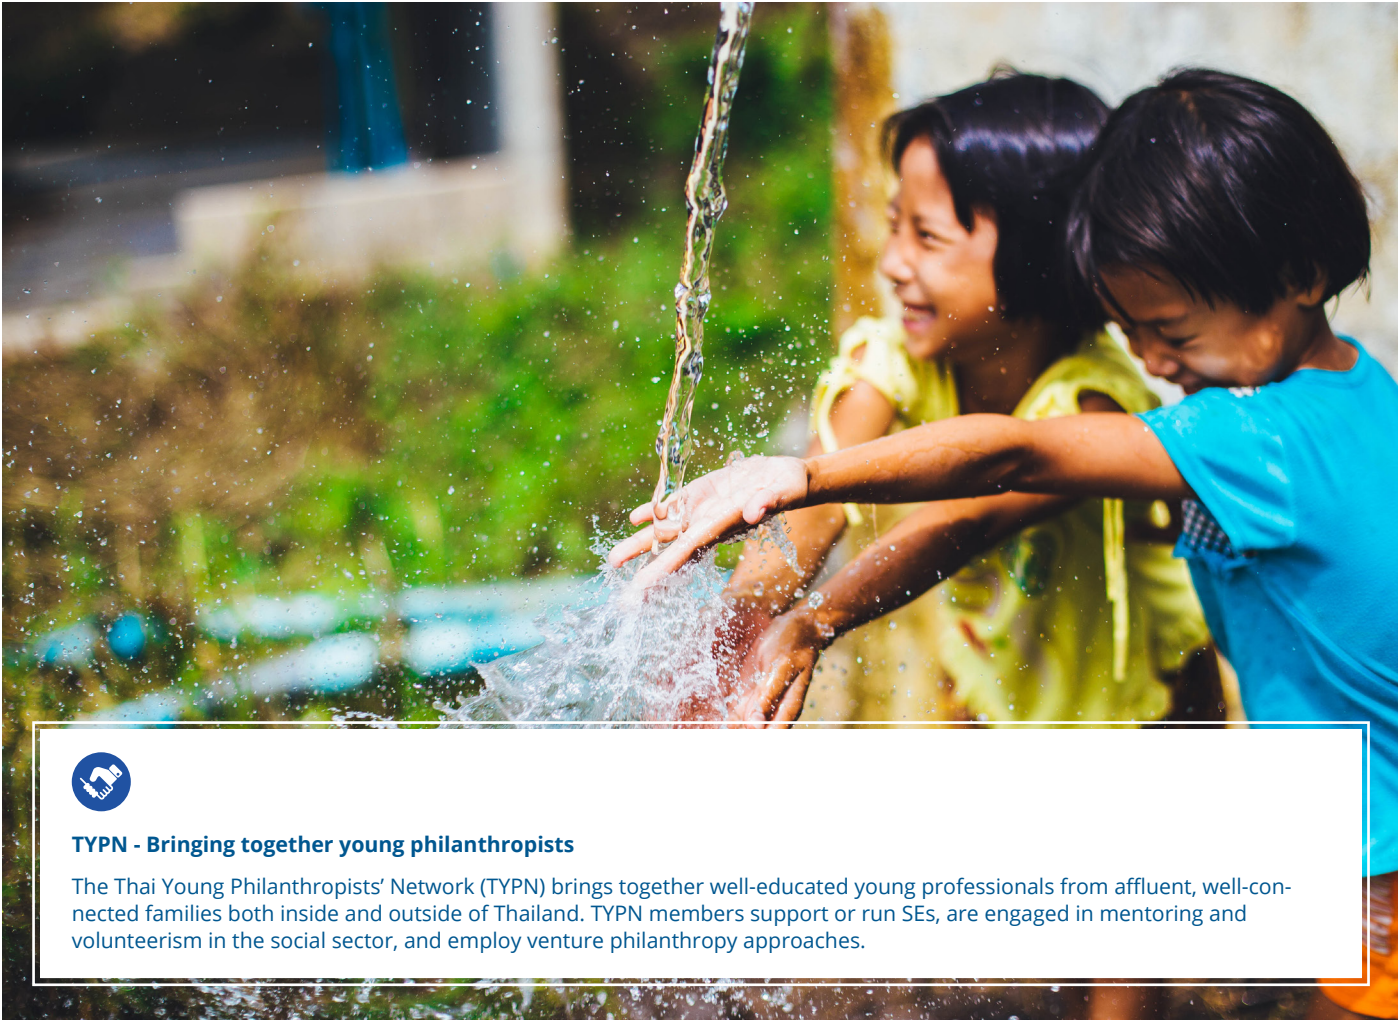 TYPN - Bringing together young philanthropists
The Thai Young Philanthropists’ Network (TYPN) brings together well-educated young professionals from affluent, well-con-
nected families both inside and outside of Thailand. TYPN members support or run SEs, are engaged in mentoring and
volunteerism in the social sector, and employ venture philanthropy approaches.